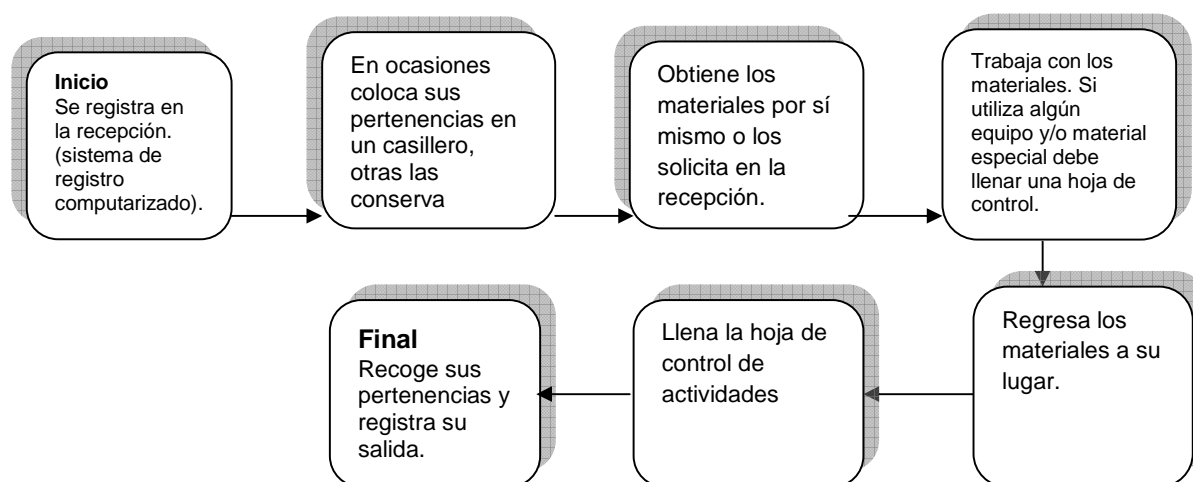 Inicio
Se registra en
la recepción.
(sistema de
registro
computarizado).
En ocasiones
coloca sus
pertenencias en
un casillero,
otras las
conserva
Obtiene los
materiales por sí
mismo o los
solicita en la
recepción.
Trabaja con los
materiales. Si
utiliza algún
equipo y/o material
especial debe
llenar una hoja de
control.
Regresa los
materiales a su
lugar.
Llena la hoja de
control de
actividades
Final
Recoge sus
pertenencias y
registra su
salida.